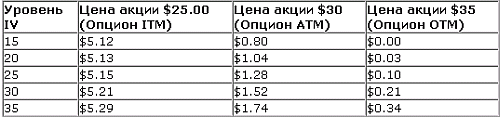 Уровень IV Цена акции $25.00 (Опцион ITM) Цена акции $30 (Опцион ATM) Цена акции $35 (Опцион OTM)
15 $5.12 $0.80 $0.00
20 $5.13 $1.04 $0.03
25 $5.15 $1.28 $0.10
30 $5.21 $1.52 $0.21
35 $5.29 $1.74 $0.34